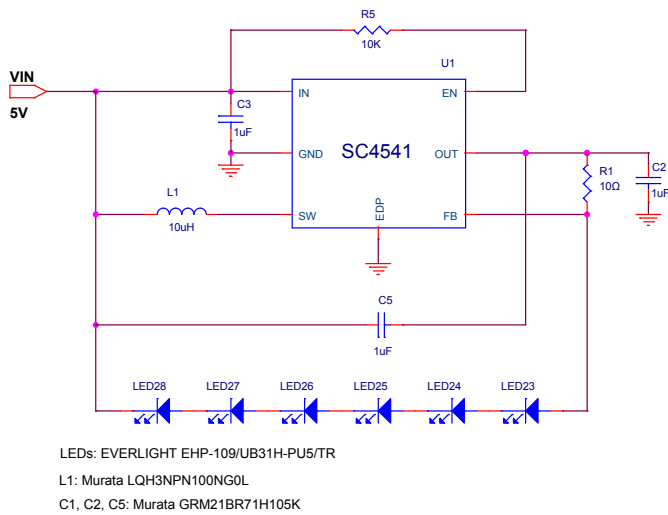 R5
10K
U1
VIN
5V
IN
EN
C3
1uF
GND
SC4541
OUT
R1
10Ω
C2
1uF
L1
10uH
SW
EDP
FB
C5
1uF
LED28
LED27
LED26
LED25
LED24
LED23
LEDs: EVERLIGHT EHP-109/UB31H-PU5/TR
L1: Murata LQH3NPN100NG0L
C1, C2, C5: Murata GRM21BR71H105K